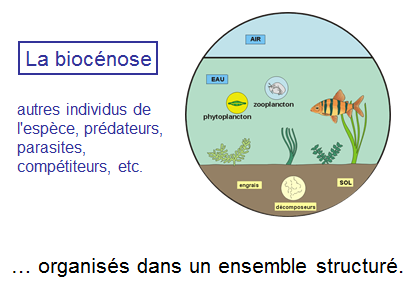 La biocénose
autres individus de
l'espèce, prédateurs,
parasites,
compétiteurs, etc.
AIR
EAU
zooplancton
phytoplancton
engrais
SOL
décomposeurs
… organisés dans un ensemble structuré.